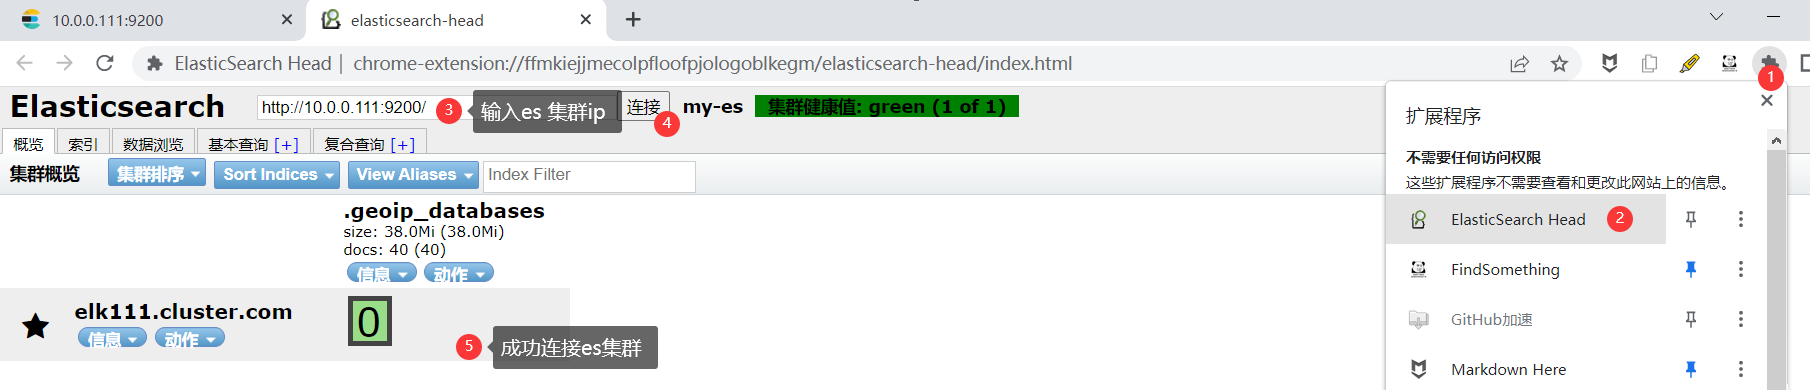 10.0.0.111:9200
elasticsearch-head
ElasticSearch Head | chrome-extension://ffmkiejjmecolpfloofpjologoblkegm/elasticsearch-head/index.html
1
Elasticsearch
http://10.0.0.111:9200/
3
输入es 集群ip
连接
4
my-es
集群健康值: green (1 of 1)
概览 索引 数据浏览 基本查询 [+] 复合查询 [+]
集群概览 集群排序 Sort Indices View Aliases Index Filter
.geoip_databases
size: 38.0Mi (38.0Mi)
docs: 40 (40)
信息 动作
elk111.cluster.com
信息 动作
0
5
成功连接es集群
扩展程序
不需要任何访问权限
这些扩展程序不需要查看和更改此网站上的信息。
ElasticSearch Head 2
FindSomething
GitHub加速
Markdown Here